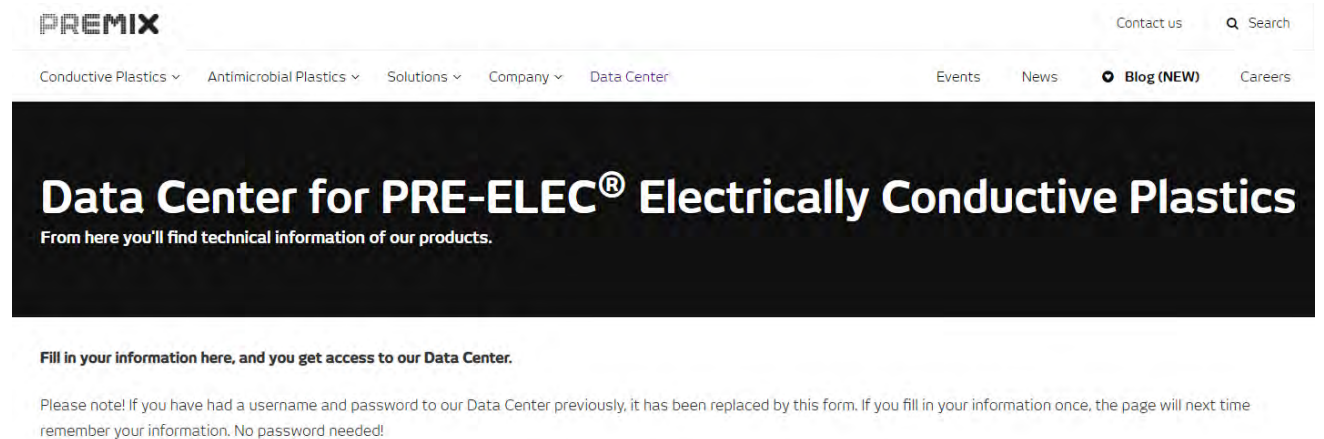 PREMIX
Contact us
Search
Conductive Plastics
Antimicrobial Plastics
Solutions
Company
Data Center
Events
News
Blog (NEW)
Careers
Data Center for PRE-ELEC® Electrically Conductive Plastics
From here you'll find technical information of our products.
Fill in your information here, and you get access to our Data Center.
Please note! If you have had a username and password to our Data Center previously, it has been replaced by this form. If you fill in your information once, the page will next time
remember your information. No password needed!